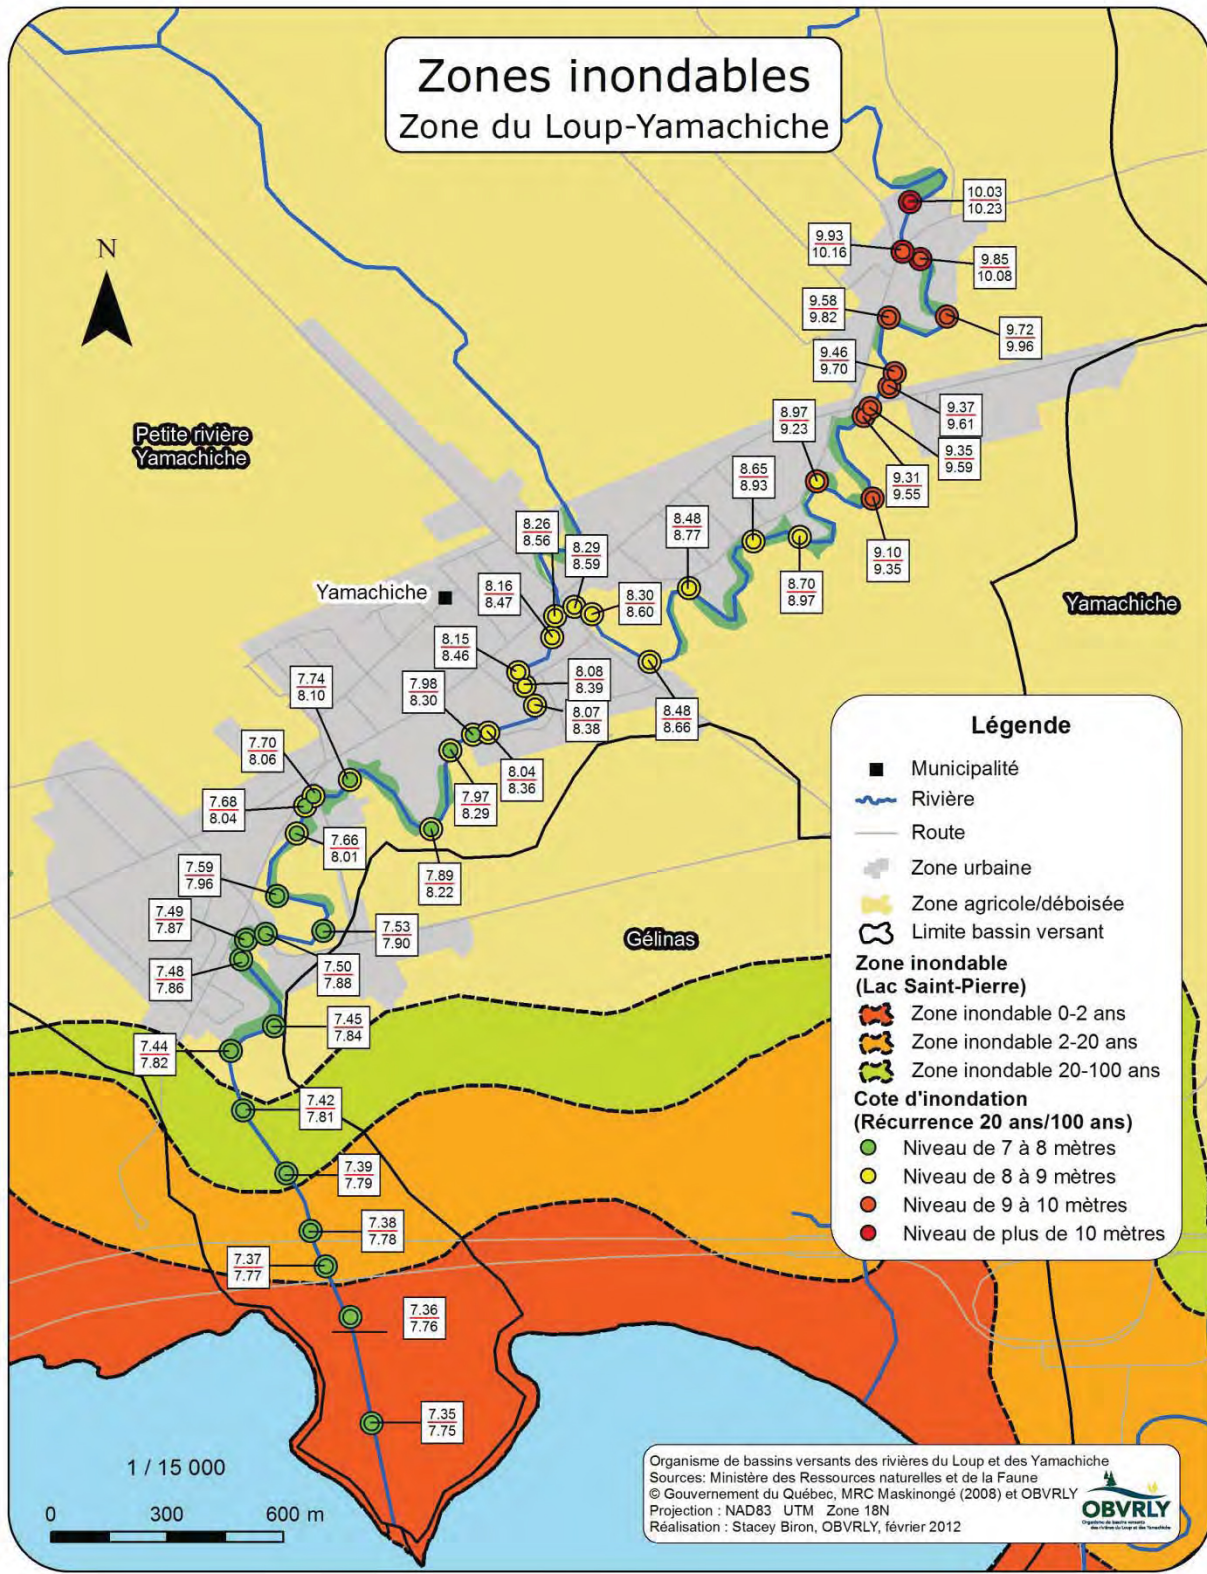 Zones inondables
Zone du Loup-Yamachiche
N
10.03
10.23
9.93
10.16
9.85
10.08
9.58
9.82
9.72
9.96
9.46
9.70
9.37
9.61
8.97
9.23
9.35
9.59
9.31
9.55
Petite rivière
Yamachiche
8.65
8.93
8.48
8.77
8.26
8.56
8.29
8.59
9.10
9.35
8.70
8.97
8.16
8.47
8.30
8.60
Yamachiche
Yamachiche
8.15
8.46
8.08
8.39
7.98
8.30
7.74
8.10
8.07
8.38
8.48
8.66
7.70
8.06
8.04
8.36
7.97
8.29
7.68
8.04
7.66
8.01
7.89
8.22
7.59
7.96
7.49
7.87
7.53
7.90
Gélinas
7.48
7.86
7.50
7.88
7.45
7.84
7.44
7.82
7.42
7.81
7.39
7.79
7.38
7.78
7.37
7.77
7.36
7.76
7.35
7.75
Légende
Municipalité
Rivière
Route
Zone urbaine
Zone agricole/déboisée
Limite bassin versant
Zone inondable
(Lac Saint-Pierre)
Zone inondable 0-2 ans
Zone inondable 2-20 ans
Zone inondable 20-100 ans
Cote d'inondation
(Récurrence 20 ans/100 ans)
Niveau de 7 à 8 mètres
Niveau de 8 à 9 mètres
Niveau de 9 à 10 mètres
Niveau de plus de 10 mètres
1 / 15 000
0 300 600 m
Organisme de bassins versants des rivières du Loup et des Yamachiche
Sources: Ministère des Ressources naturelles et de la Faune
© Gouvernement du Québec, MRC Maskinongé (2008) et OBVRLY
Projection : NAD83 UTM Zone 18N
Réalisation : Stacey Biron, OBVRLY, février 2012
OBVRLY
Organisme de bassins versants
des rivières du Loup et des Yamachiche